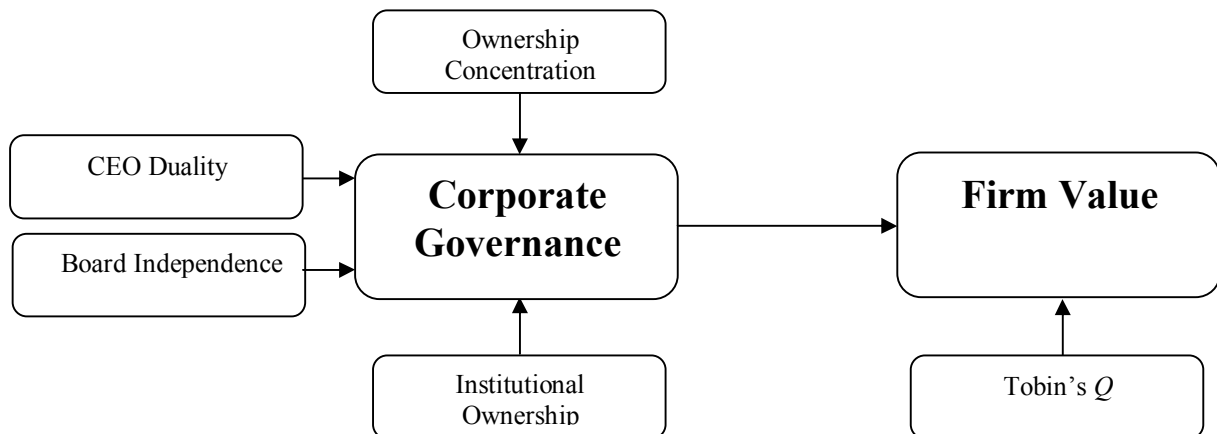 Ownership
Concentration
CEO Duality
Corporate
Governance
Firm Value
Board Independence
Institutional
Ownership
Tobin’s Q